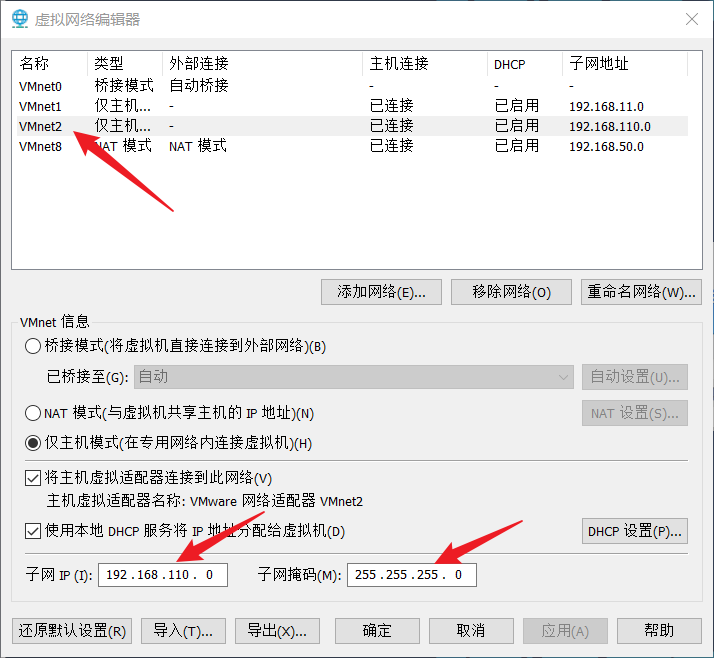 虚拟网络编辑器
名称 类型 外部连接 主机连接 DHCP 子网地址
VMnet0 桥接模式 自动桥接 - - -
VMnet1 仅主机... - 已连接 已启用 192.168.11.0
VMnet2 仅主机... - 已连接 已启用 192.168.110.0
VMnet8 NAT 模式 NAT 模式 已连接 已启用 192.168.50.0
添加网络(E)... 移除网络(O) 重命名网络(W)...
VMnet 信息
桥接模式(将虚拟机直接连接到外部网络)(B)
已桥接至(G): 自动 自动设置(U)...
NAT 模式(与虚拟机共享主机的 IP 地址)(N) NAT 设置(S)...
仅主机模式(在专用网络内连接虚拟机)(H)
将主机虚拟适配器连接到此网络(V)
主机虚拟适配器名称: VMware 网络适配器 VMnet2
使用本地 DHCP 服务将 IP 地址分配给虚拟机(D) DHCP 设置(P)...
子网 IP (I): 192 . 168 . 110 . 0 子网掩码(M): 255 . 255 . 255 . 0
还原默认设置(R) 导入(T)... 导出(X)... 确定 取消 应用(A) 帮助